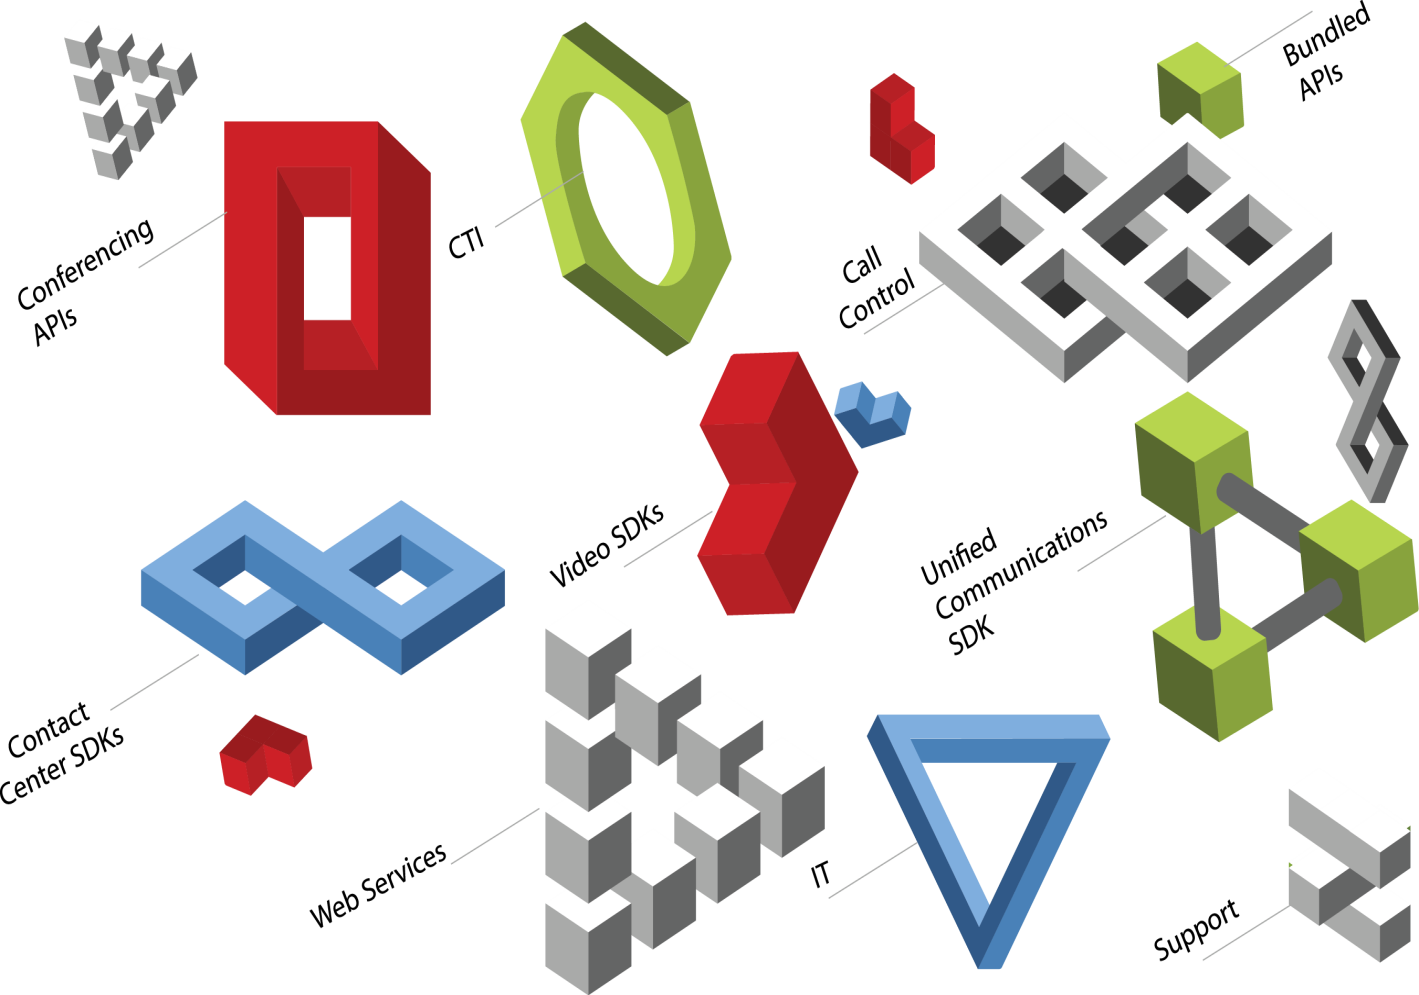 Bundled
APIs
Conferencing
APIs
CTI
Call
Control
Video SDKs
Unified
Communications
SDK
Contact
Center SDKs
Web Services
IT
Support